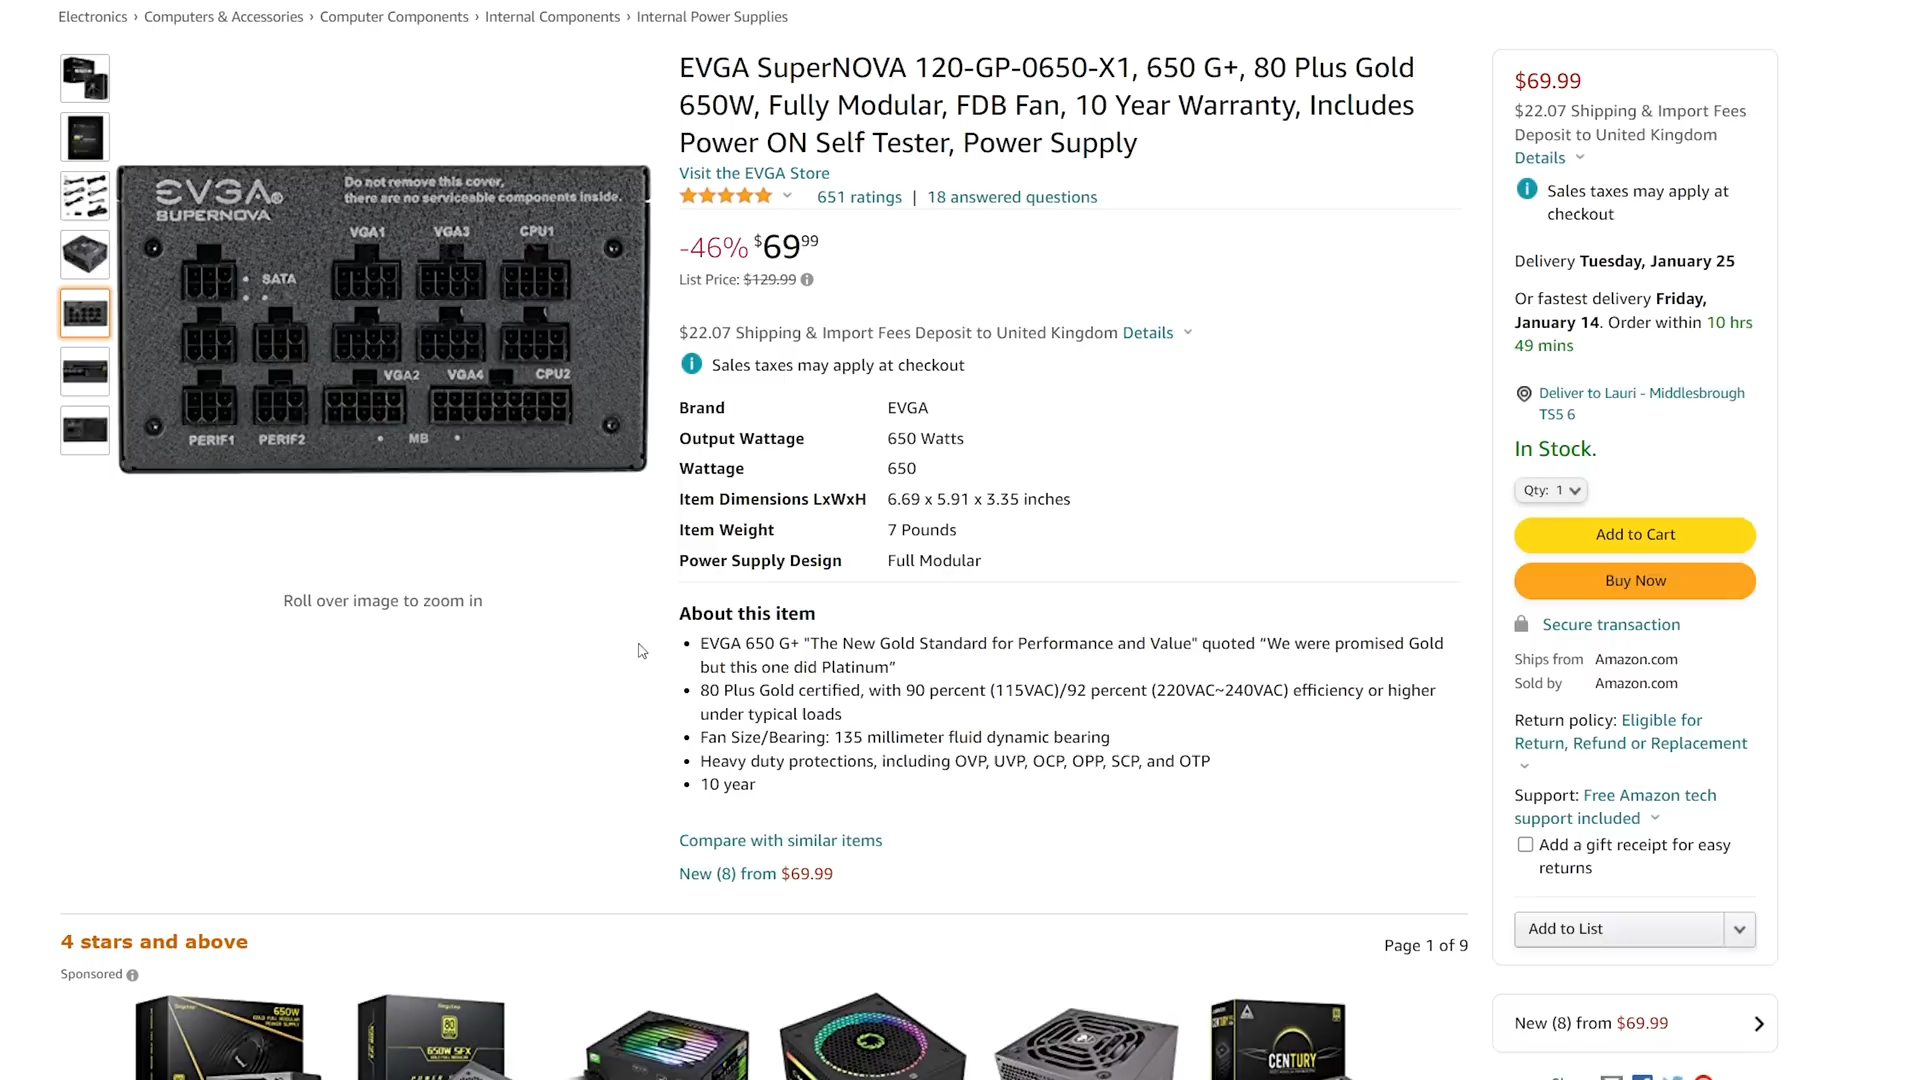 Electronics › Computers & Accessories › Computer Components › Internal Components › Internal Power Supplies
EVGA
SUPERNOVA
Do not remove this cover,
there are no serviceable components inside.
VGA1 VGA3 CPU1
SATA
VGA2 VGA4 CPU2
PERIF1 PERIF2 MB
Roll over image to zoom in
EVGA SuperNOVA 120-GP-0650-X1, 650 G+, 80 Plus Gold
650W, Fully Modular, FDB Fan, 10 Year Warranty, Includes
Power ON Self Tester, Power Supply
Visit the EVGA Store
651 ratings | 18 answered questions
-46% $69.99
List Price: $129.99
$22.07 Shipping & Import Fees Deposit to United Kingdom Details
Sales taxes may apply at checkout
Brand EVGA
Output Wattage 650 Watts
Wattage 650
Item Dimensions LxWxH 6.69 x 5.91 x 3.35 inches
Item Weight 7 Pounds
Power Supply Design Full Modular
About this item
• EVGA 650 G+ "The New Gold Standard for Performance and Value" quoted “We were promised Gold
but this one did Platinum”
• 80 Plus Gold certified, with 90 percent (115VAC)/92 percent (220VAC~240VAC) efficiency or higher
under typical loads
• Fan Size/Bearing: 135 millimeter fluid dynamic bearing
• Heavy duty protections, including OVP, UVP, OCP, OPP, SCP, and OTP
• 10 year
Compare with similar items
New (8) from $69.99
$69.99
$22.07 Shipping & Import Fees
Deposit to United Kingdom
Details
Sales taxes may apply at
checkout
Delivery Tuesday, January 25
Or fastest delivery Friday,
January 14. Order within 10 hrs
49 mins
Deliver to Lauri - Middlesbrough
TS5 6
In Stock.
Qty: 1
Add to Cart
Buy Now
Secure transaction
Ships from Amazon.com
Sold by Amazon.com
Return policy: Eligible for
Return, Refund or Replacement
Support: Free Amazon tech
support included
Add a gift receipt for easy
returns
Add to List
New (8) from $69.99
4 stars and above
Page 1 of 9
Sponsored
650W
GOLD FULL MODULAR
POWER SUPPLY
80
650W SFX
CENTURY